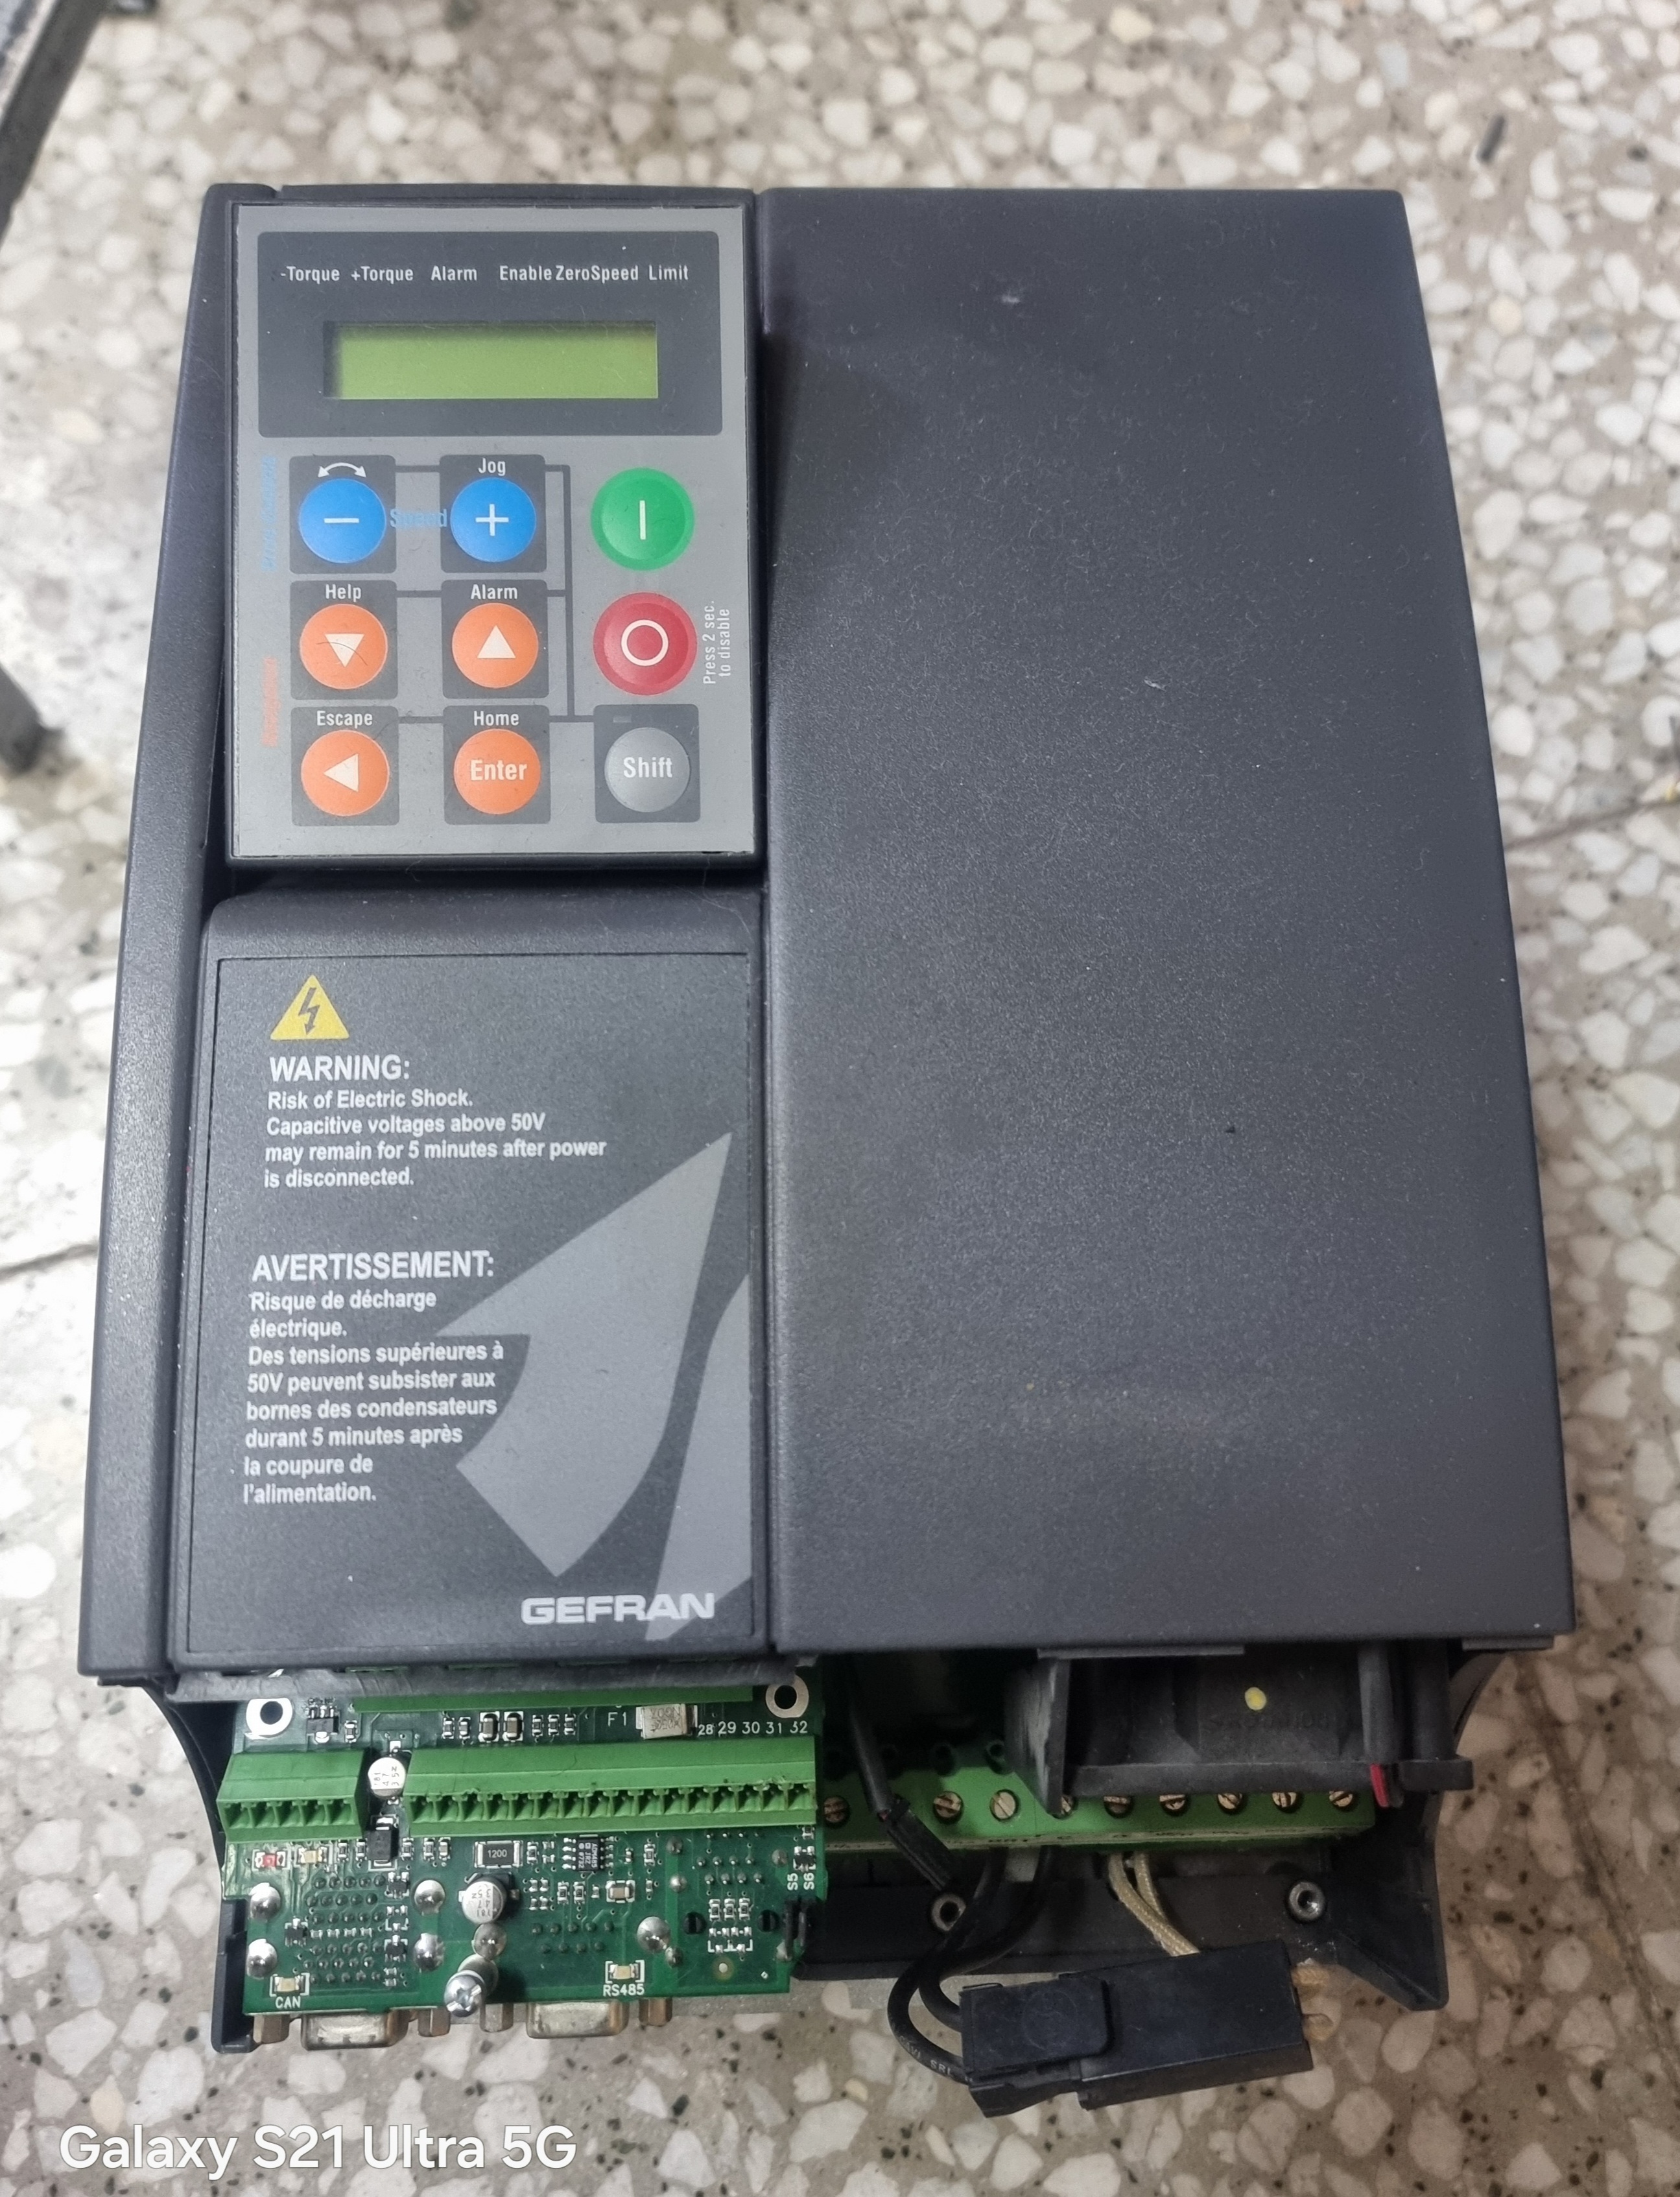 -Torque +Torque Alarm Enable ZeroSpeed Limit
Jog
Speed
Help Alarm
Press 2 sec.
to disable
Escape Home
Enter
Shift
WARNING:
Risk of Electric Shock.
Capacitive voltages above 50V
may remain for 5 minutes after power
is disconnected.
AVERTISSEMENT:
Risque de décharge
électrique.
Des tensions supérieures à
50V peuvent subsister aux
bornes des condensateurs
durant 5 minutes après
la coupure de
l'alimentation.
GEFRAN
F1
28 29 30 31 32
1200
S5
S6
CAN
RS485
Galaxy S21 Ultra 5G